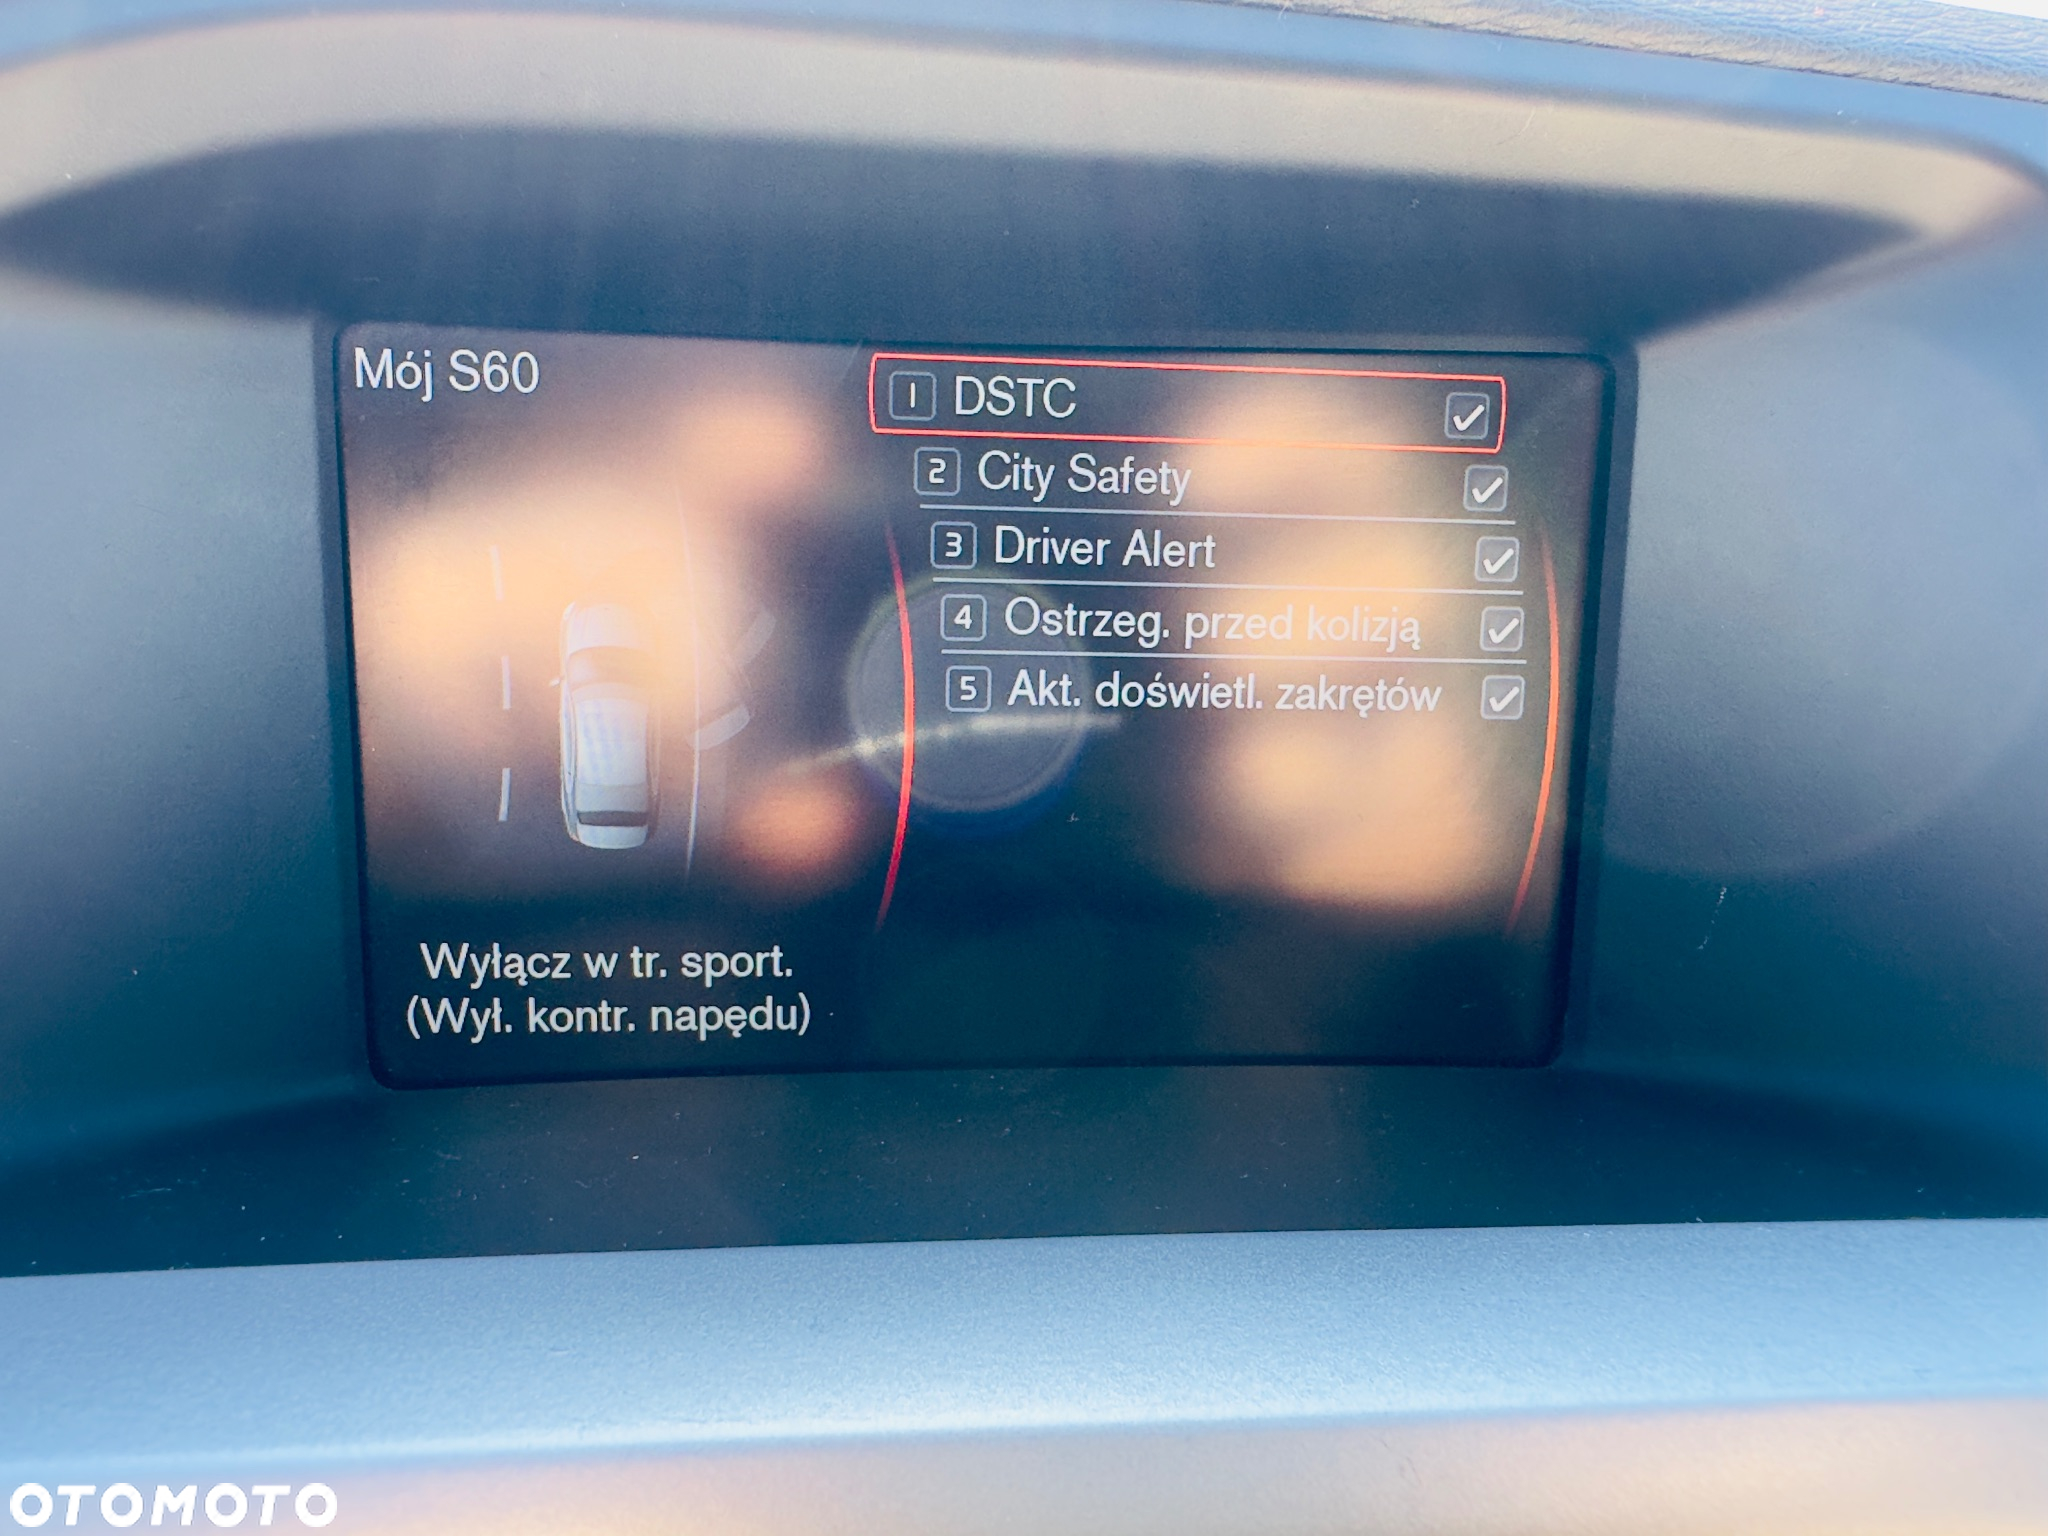 Mój S60
1 DSTC
2 City Safety
3 Driver Alert
4 Ostrzeg. przed kolizją
5 Akt. doświetl. zakrętów
Wyłącz w tr. sport.
(Wył. kontr. napędu)
OTOMOTO